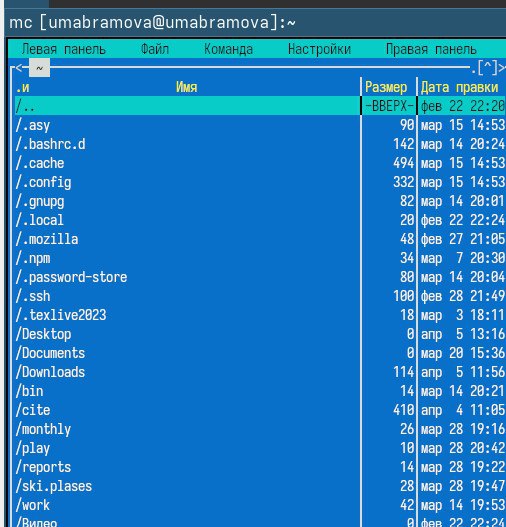 mc [umabramova@umabramova]:~
Левая панель Файл Команда Настройки Правая панель
<- ~ .[^]>
.и Имя Размер Дата правки
/.. -ВВЕРХ- фев 22 22:20
/.asy 90 мар 15 14:53
/.bashrc.d 142 мар 14 20:24
/.cache 494 мар 15 14:53
/.config 332 мар 15 14:53
/.gnupg 82 мар 14 20:01
/.local 20 фев 22 22:24
/.mozilla 48 фев 27 21:05
/.npm 34 мар 7 20:30
/.password-store 80 мар 14 20:04
/.ssh 100 фев 28 21:49
/.texlive2023 18 мар 3 18:11
/Desktop 0 апр 5 13:16
/Documents 0 мар 20 15:36
/Downloads 114 апр 5 11:56
/bin 14 мар 14 20:21
/cite 410 апр 4 11:05
/monthly 26 мар 28 19:16
/play 10 мар 28 20:42
/reports 14 мар 28 19:22
/ski.plases 28 мар 28 19:47
/work 42 мар 14 19:53
/Видео 0 фев 22 22:24